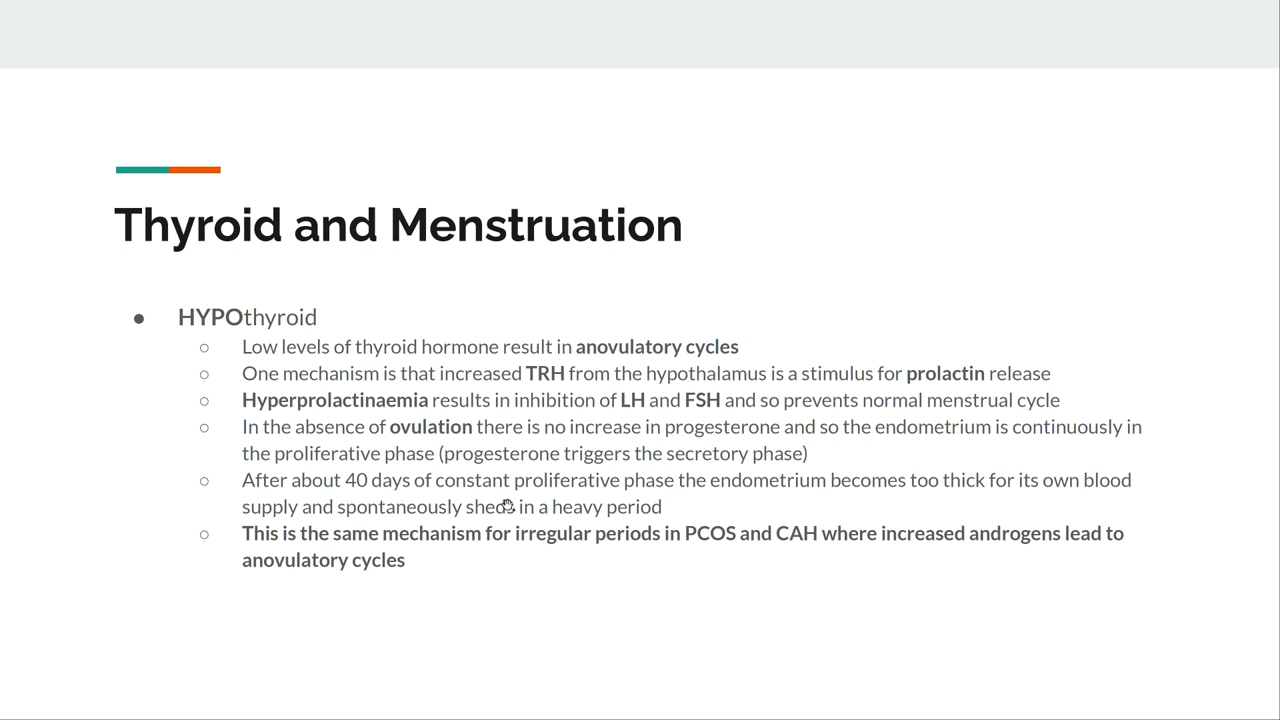 Thyroid and Menstruation
● HYPOthyroid
○ Low levels of thyroid hormone result in anovulatory cycles
○ One mechanism is that increased TRH from the hypothalamus is a stimulus for prolactin release
○ Hyperprolactinaemia results in inhibition of LH and FSH and so prevents normal menstrual cycle
○ In the absence of ovulation there is no increase in progesterone and so the endometrium is continuously in
the proliferative phase (progesterone triggers the secretory phase)
○ After about 40 days of constant proliferative phase the endometrium becomes too thick for its own blood
supply and spontaneously sheds in a heavy period
○ This is the same mechanism for irregular periods in PCOS and CAH where increased androgens lead to
anovulatory cycles